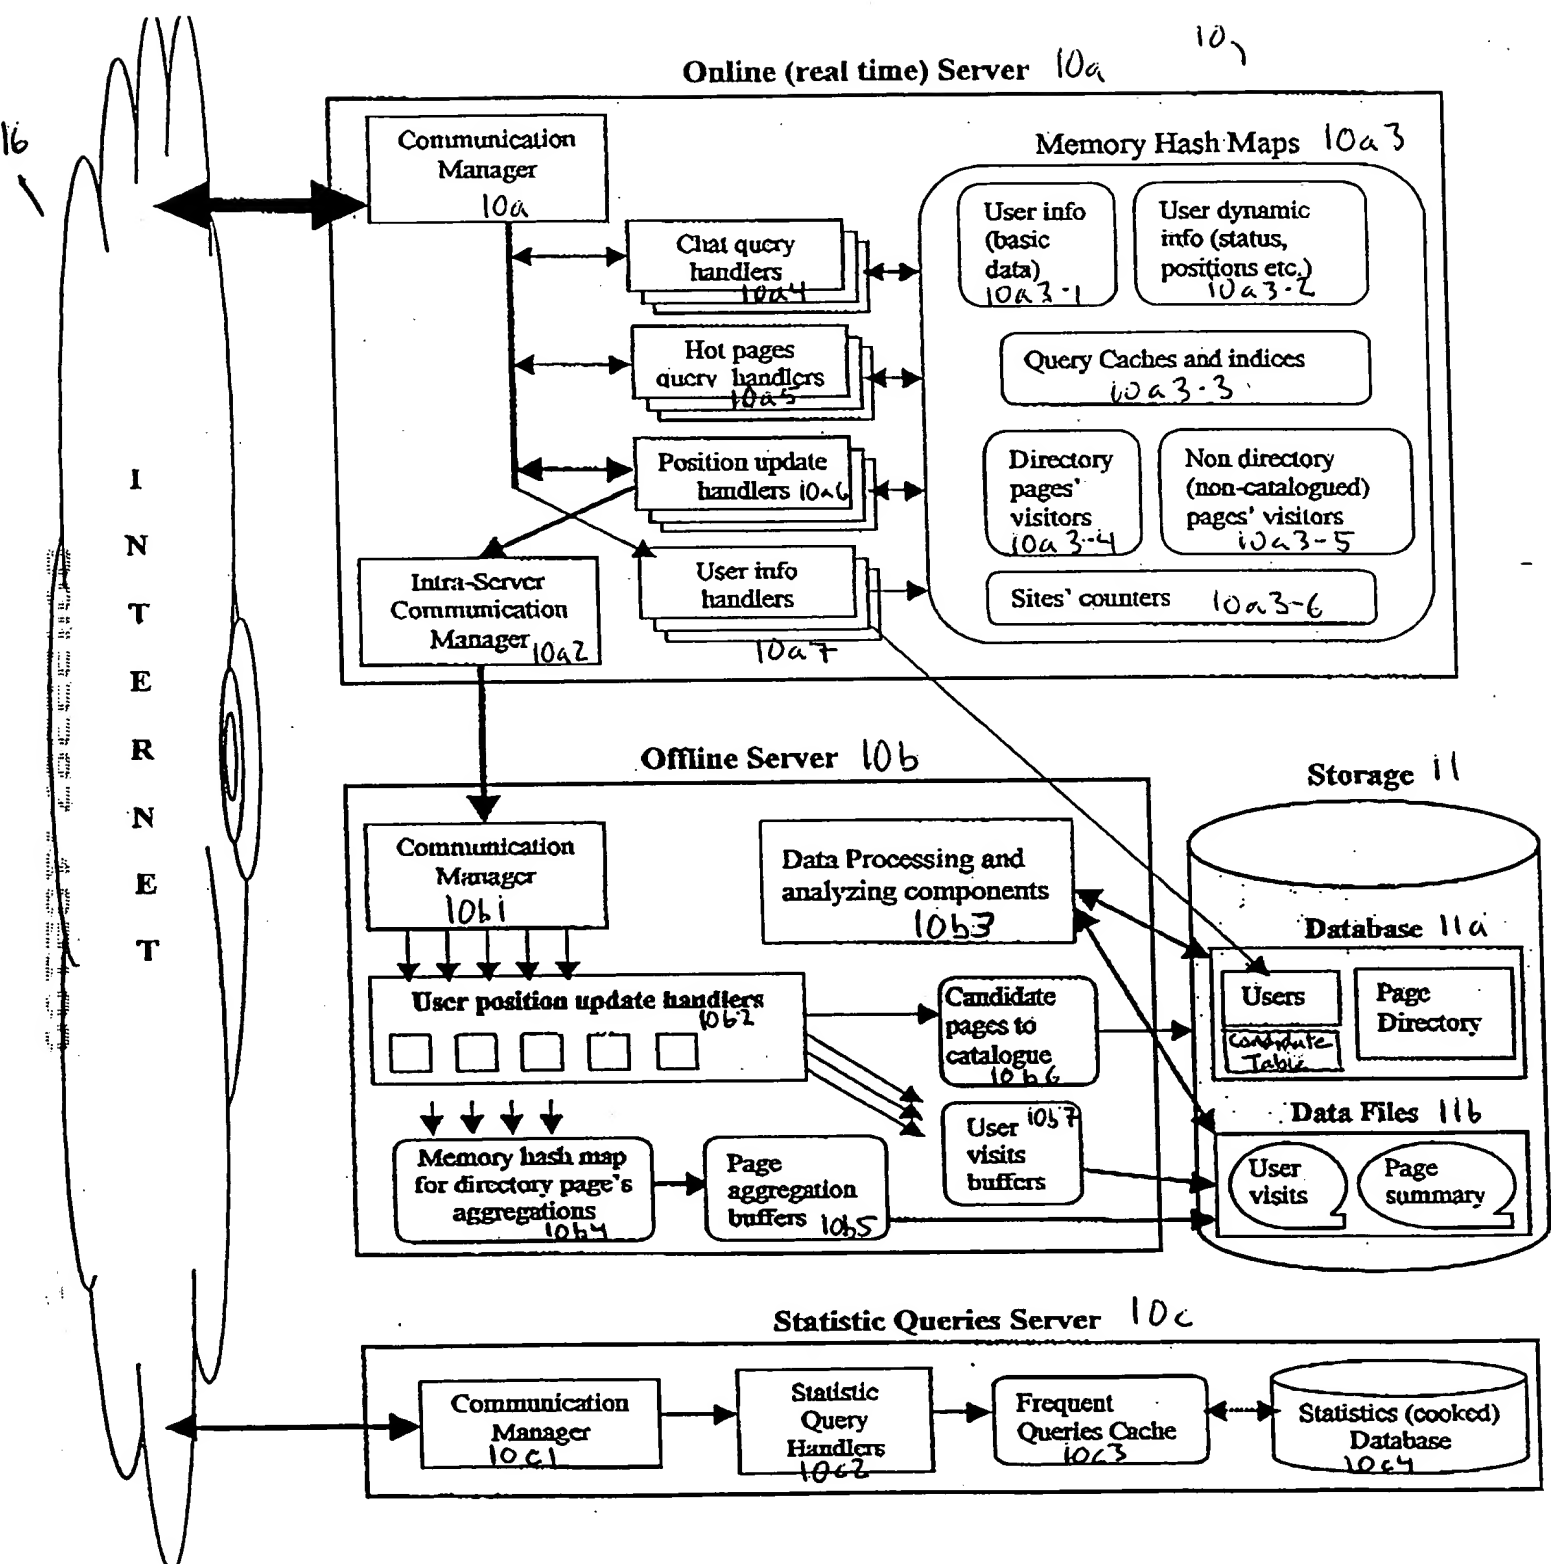 10
Online (real time) Server 10a
16
Communication
Manager
10a
Memory Hash Maps 10a3
User info
(basic
data)
10a3-1
User dynamic
info (status,
positions etc.)
10a3-2
Chat query
handlers
10a4
Hot pages
query handlers
10a5
Query Caches and indices
10a3-3
Position update
handlers 10a6
Directory
pages'
visitors
10a3-4
Non directory
(non-catalogued)
pages' visitors
10a3-5
Intra-Server
Communication
Manager 10a2
User info
handlers
10a7
Sites' counters 10a3-6
I
N
T
E
R
N
E
T
Offline Server 10b
Storage 11
Communication
Manager
10b1
Data Processing and
analyzing components
10b3
Database 11a
Users
Candidate
Table
Page
Directory
User position update handlers
10b2
Candidate
pages to
catalogue
10b6
Data Files 11b
User
visits
Page
summary
Memory hash map
for directory page's
aggregations
10b4
Page
aggregation
buffers 10b5
User 10b7
visits
buffers
Statistic Queries Server 10c
Communication
Manager
10c1
Statistic
Query
Handlers
10c2
Frequent
Queries Cache
10c3
Statistics (cooked)
Database
10c4